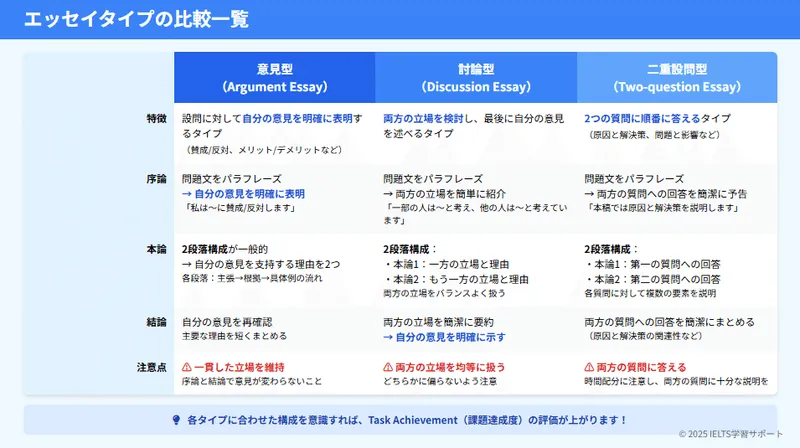 エッセイタイプの比較一覧
意見型
（Argument Essay）
討論型
（Discussion Essay）
二重設問型
（Two-question Essay）
特徴
設問に対して自分の意見を明確に表明す
るタイプ
（賛成/反対、メリット/デメリットなど）
両方の立場を検討し、最後に自分の意見
を述べるタイプ
2つの質問に順番に答えるタイプ
（原因と解決策、問題と影響など）
序論
問題文をパラフレーズ
→ 自分の意見を明確に表明
「私は〜に賛成/反対します」
問題文をパラフレーズ
→ 両方の立場を簡単に紹介
「一部の人は〜と考え、他の人は〜と考えてい
ます」
問題文をパラフレーズ
→ 両方の質問への回答を簡潔に予告
「本稿では原因と解決策を説明します」
本論
2段落構成が一般的
→ 自分の意見を支持する理由を2つ
各段落：主張→根拠→具体例の流れ
2段落構成：
・本論1：一方の立場と理由
・本論2：もう一方の立場と理由
両方の立場をバランスよく扱う
2段落構成：
・本論1：第一の質問への回答
・本論2：第二の質問への回答
各質問に対して複数の要素を説明
結論
自分の意見を再確認
主要な理由を短くまとめる
両方の立場を簡潔に要約
→ 自分の意見を明確に示す
両方の質問への回答を簡潔にまとめる
（原因と解決策の関連性など）
注意点
⚠ 一貫した立場を維持
序論と結論で意見が変わらないこと
⚠ 両方の立場を均等に扱う
どちらかに偏らないよう注意
⚠ 両方の質問に答える
時間配分に注意し、両方の質問に十分な説明を
各タイプに合わせた構成を意識すれば、Task Achievement（課題達成度）の評価が上がります！
© 2025 IELTS学習サポート